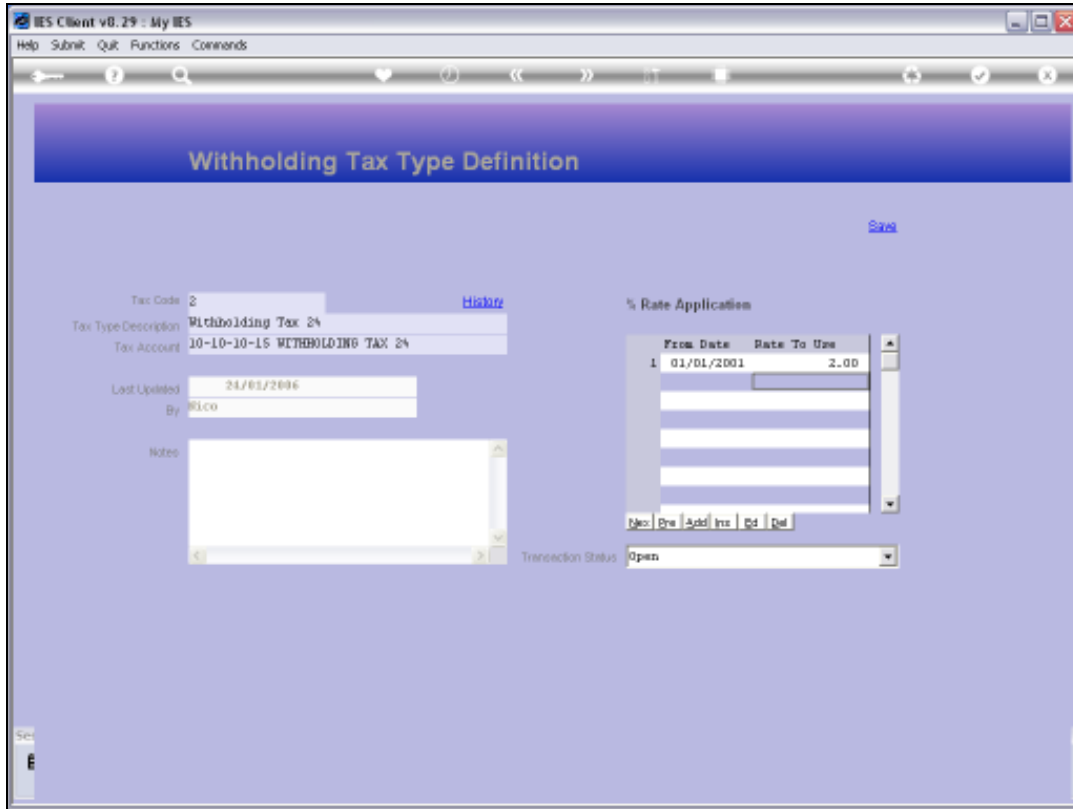 IES Client v8.29 : My IES
Help Submit Quit Functions Commands
Withholding Tax Type Definition
Save
Tax Code 2 History
% Rate Application
Tax Type Description Withholding Tax 2%
Tax Account 10-10-10-15 WITHHOLDING TAX 2%
From Date Rate To Use
1 01/01/2001 2.00
Last Updated 24/01/2006
By Nico
Notes
Nex Pre Add Ins Ed Del
Transaction Status Open